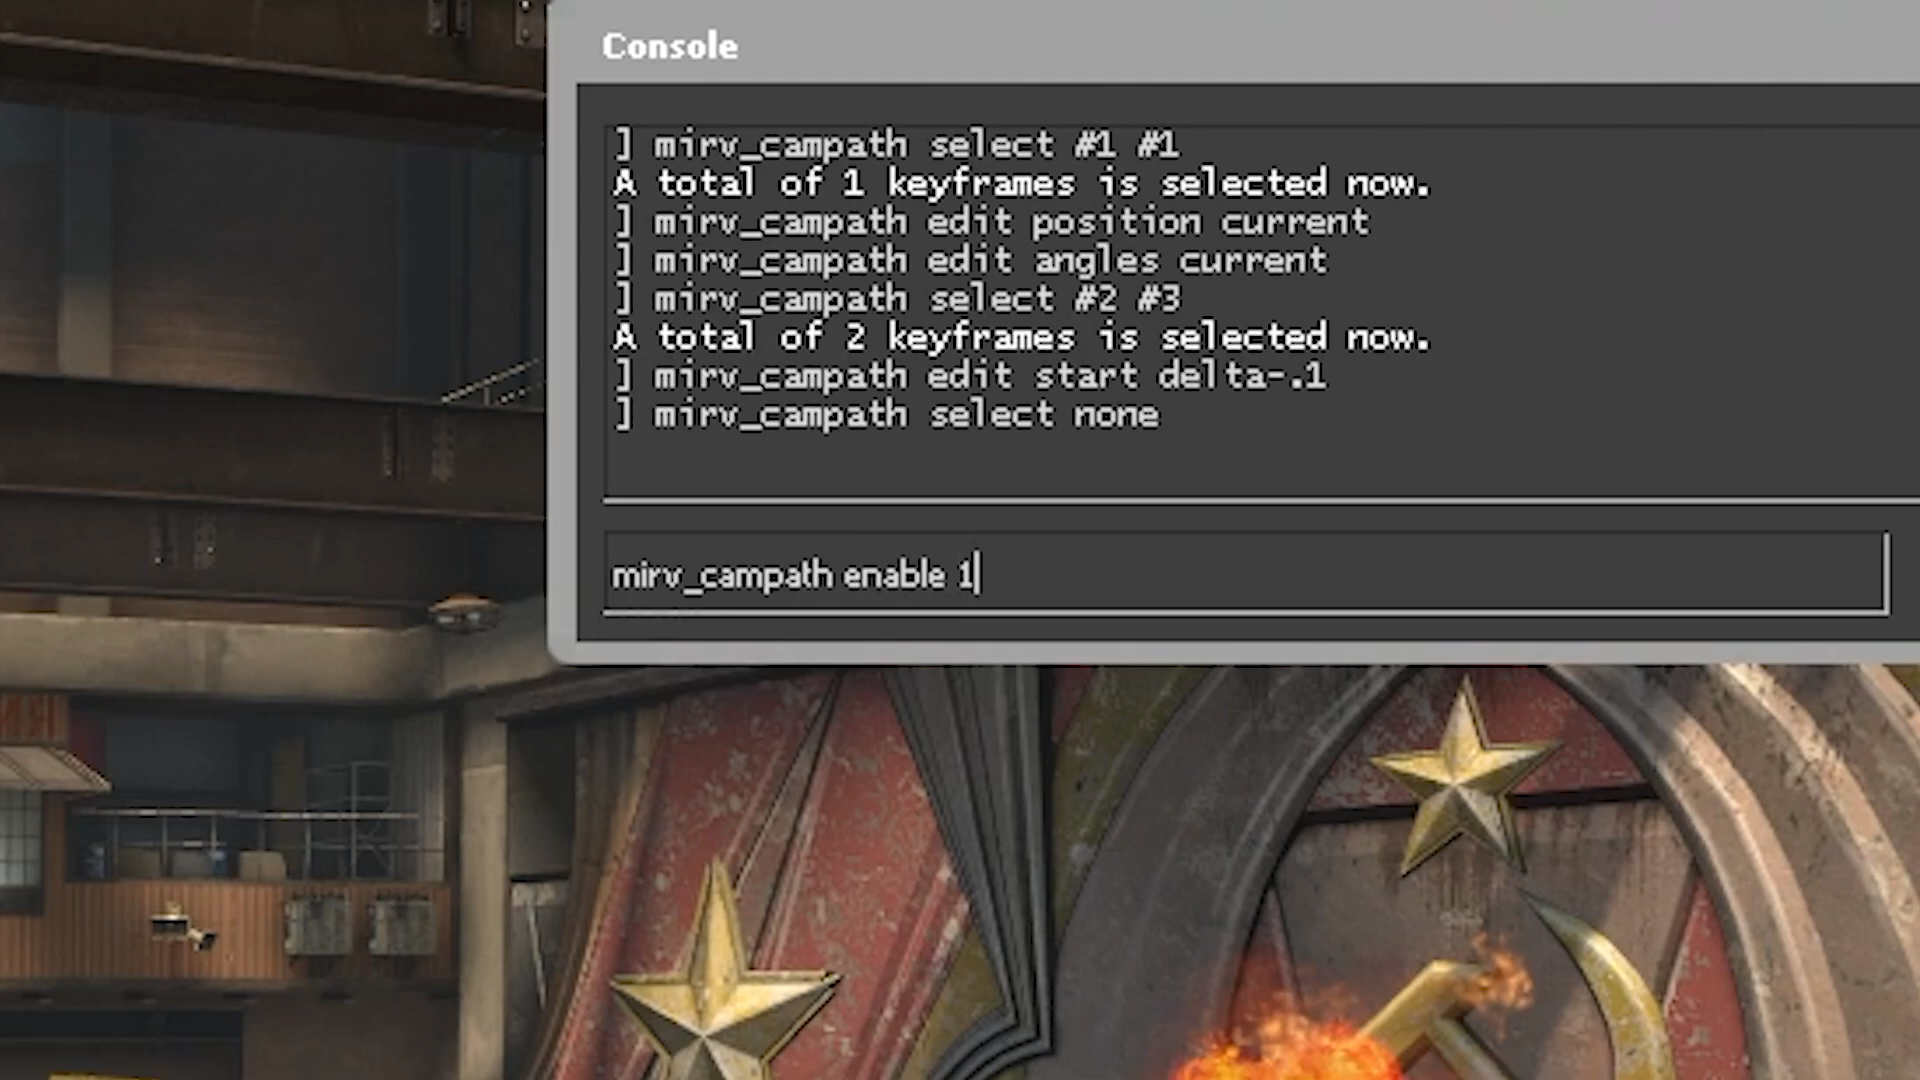 Console
] mirv_campath select #1 #1
A total of 1 keyframes is selected now.
] mirv_campath edit position current
] mirv_campath edit angles current
] mirv_campath select #2 #3
A total of 2 keyframes is selected now.
] mirv_campath edit start delta-.1
] mirv_campath select none
mirv_campath enable 1